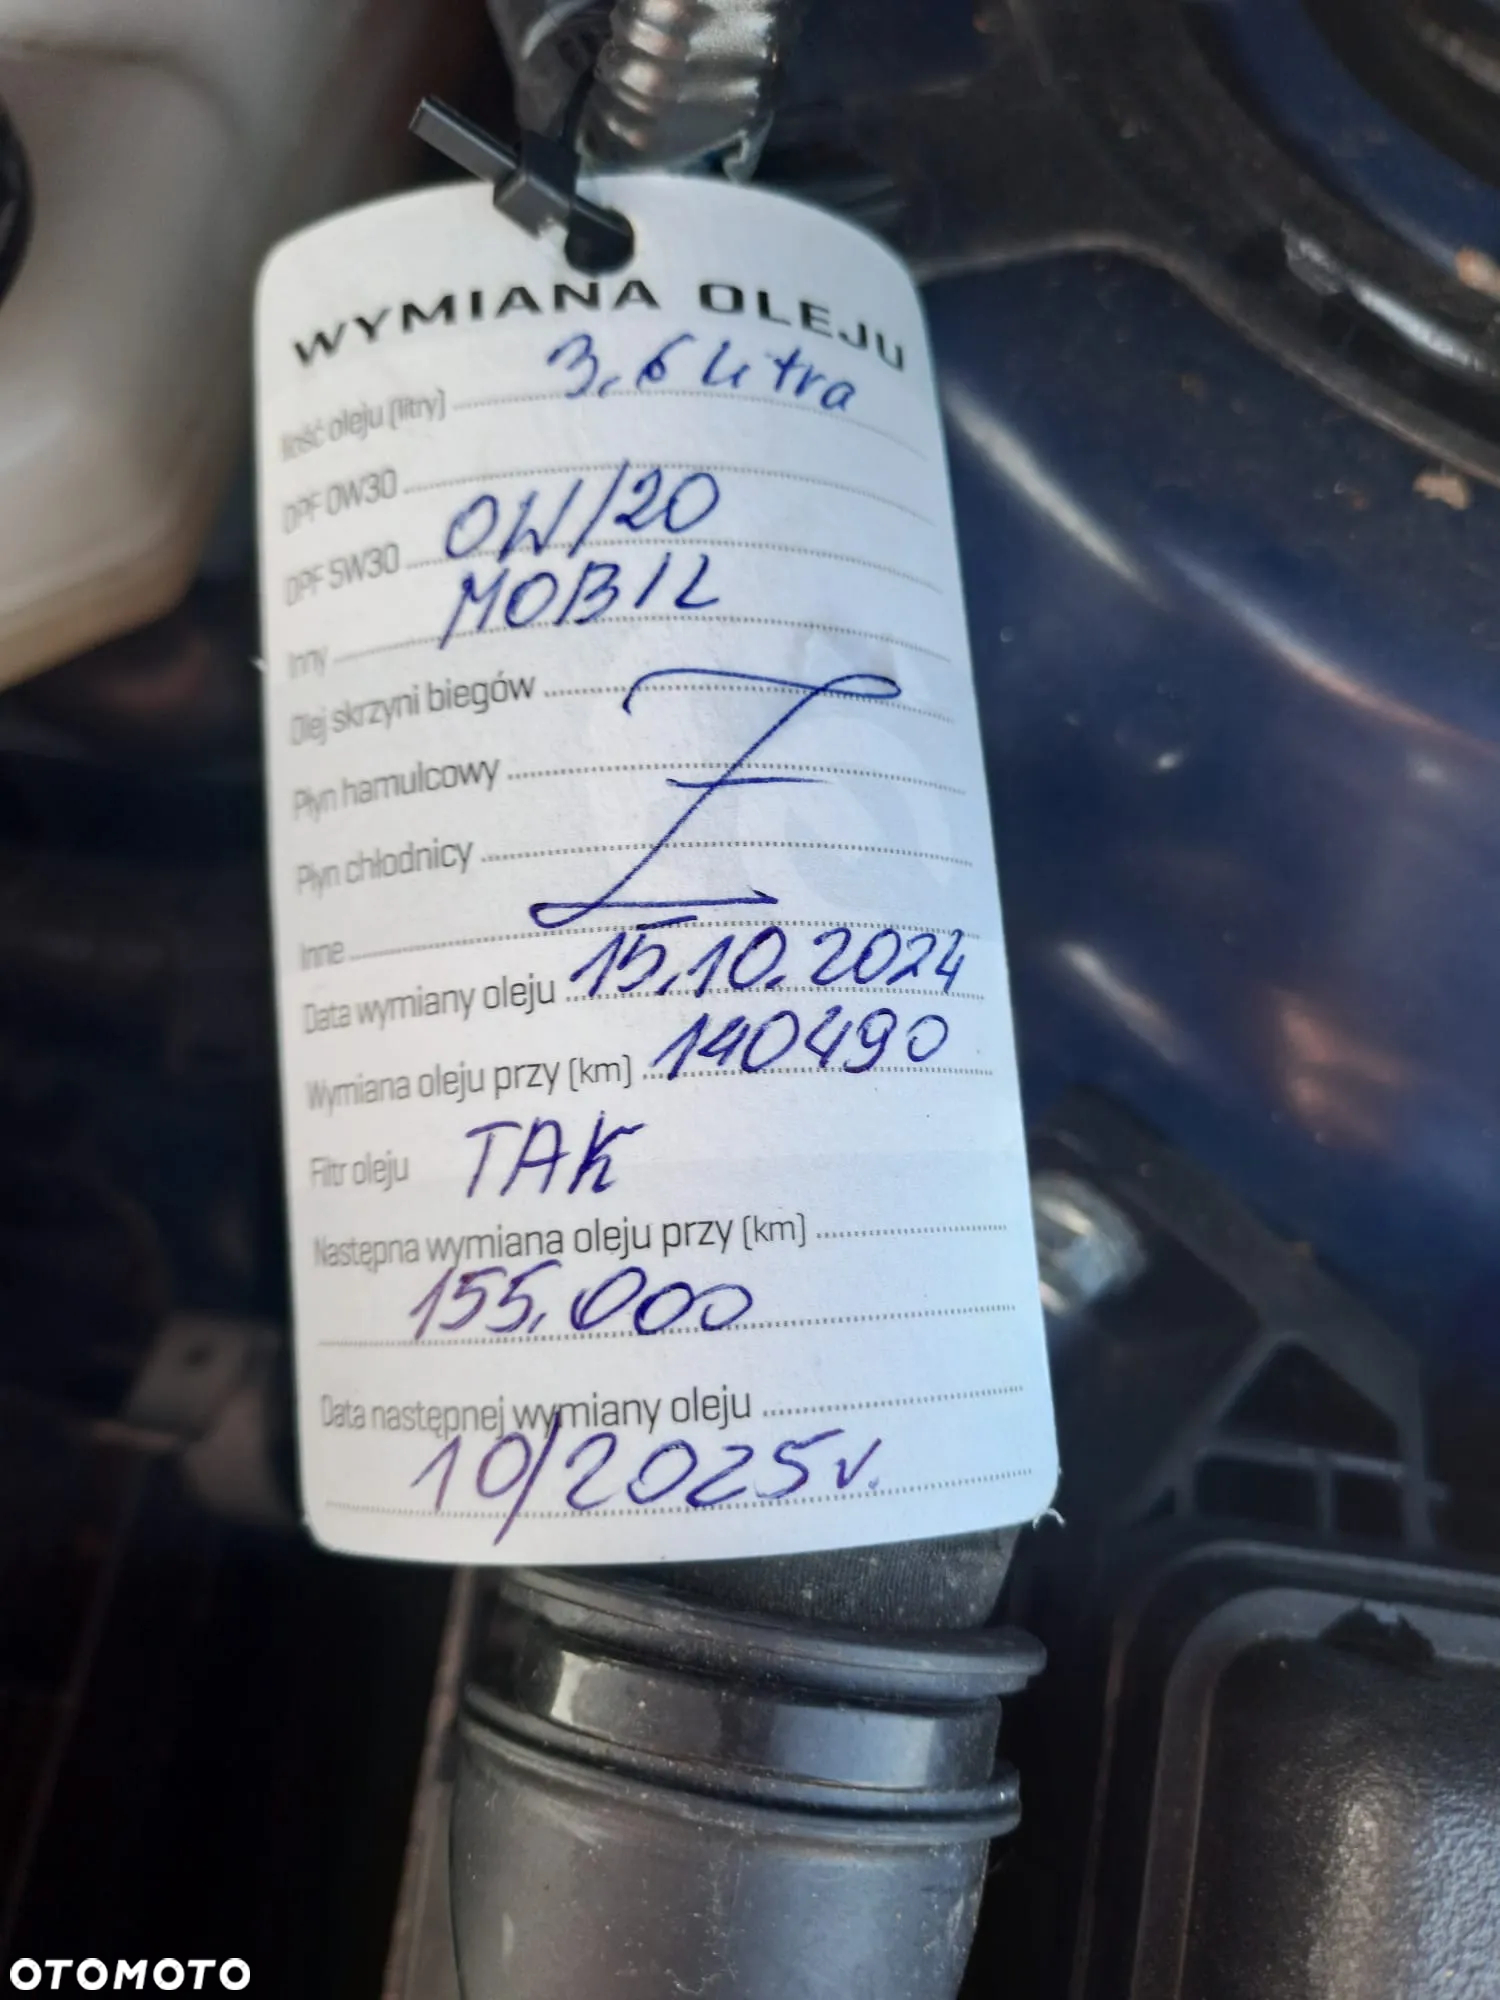 WYMIANA OLEJU
Ilość oleju (litry) 3,6 litra
DPF 0W30
DPF 5W30 0W/20
Inny MOBIL
Olej skrzyni biegów
Płyn hamulcowy
Płyn chłodnicy
Inne
Data wymiany oleju 15.10.2024
Wymiana oleju przy (km) 140490
Filtr oleju TAK
Następna wymiana oleju przy (km)
155.000
Data następnej wymiany oleju
10/2025 r.
OTOMOTO